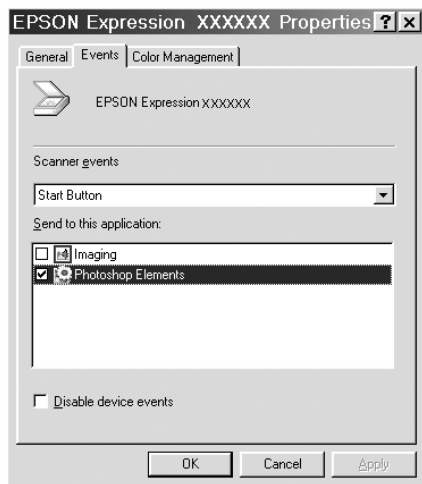 EPSON Expression XXXXXX Properties ? ×
General Events Color Management
EPSON Expression XXXXXX
Scanner events
Start Button
Send to this application:
Imaging
Photoshop Elements
Disable device events
OK Cancel Apply